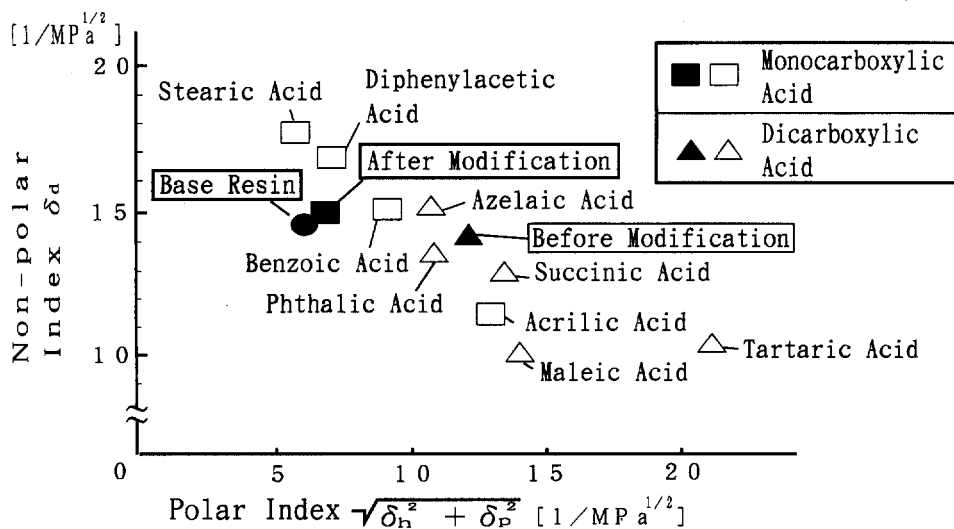 [1/MPa^1/2]
20
15
10
0
5
10
15
20
Non-polar
Index δd
Polar Index √δh² + δP² [1/MPa^1/2]
Stearic Acid
Diphenylacetic
Acid
After Modification
Base Resin
Azelaic Acid
Benzoic Acid
Before Modification
Phthalic Acid
Succinic Acid
Acrilic Acid
Tartaric Acid
Maleic Acid
Monocarboxylic
Acid
Dicarboxylic
Acid